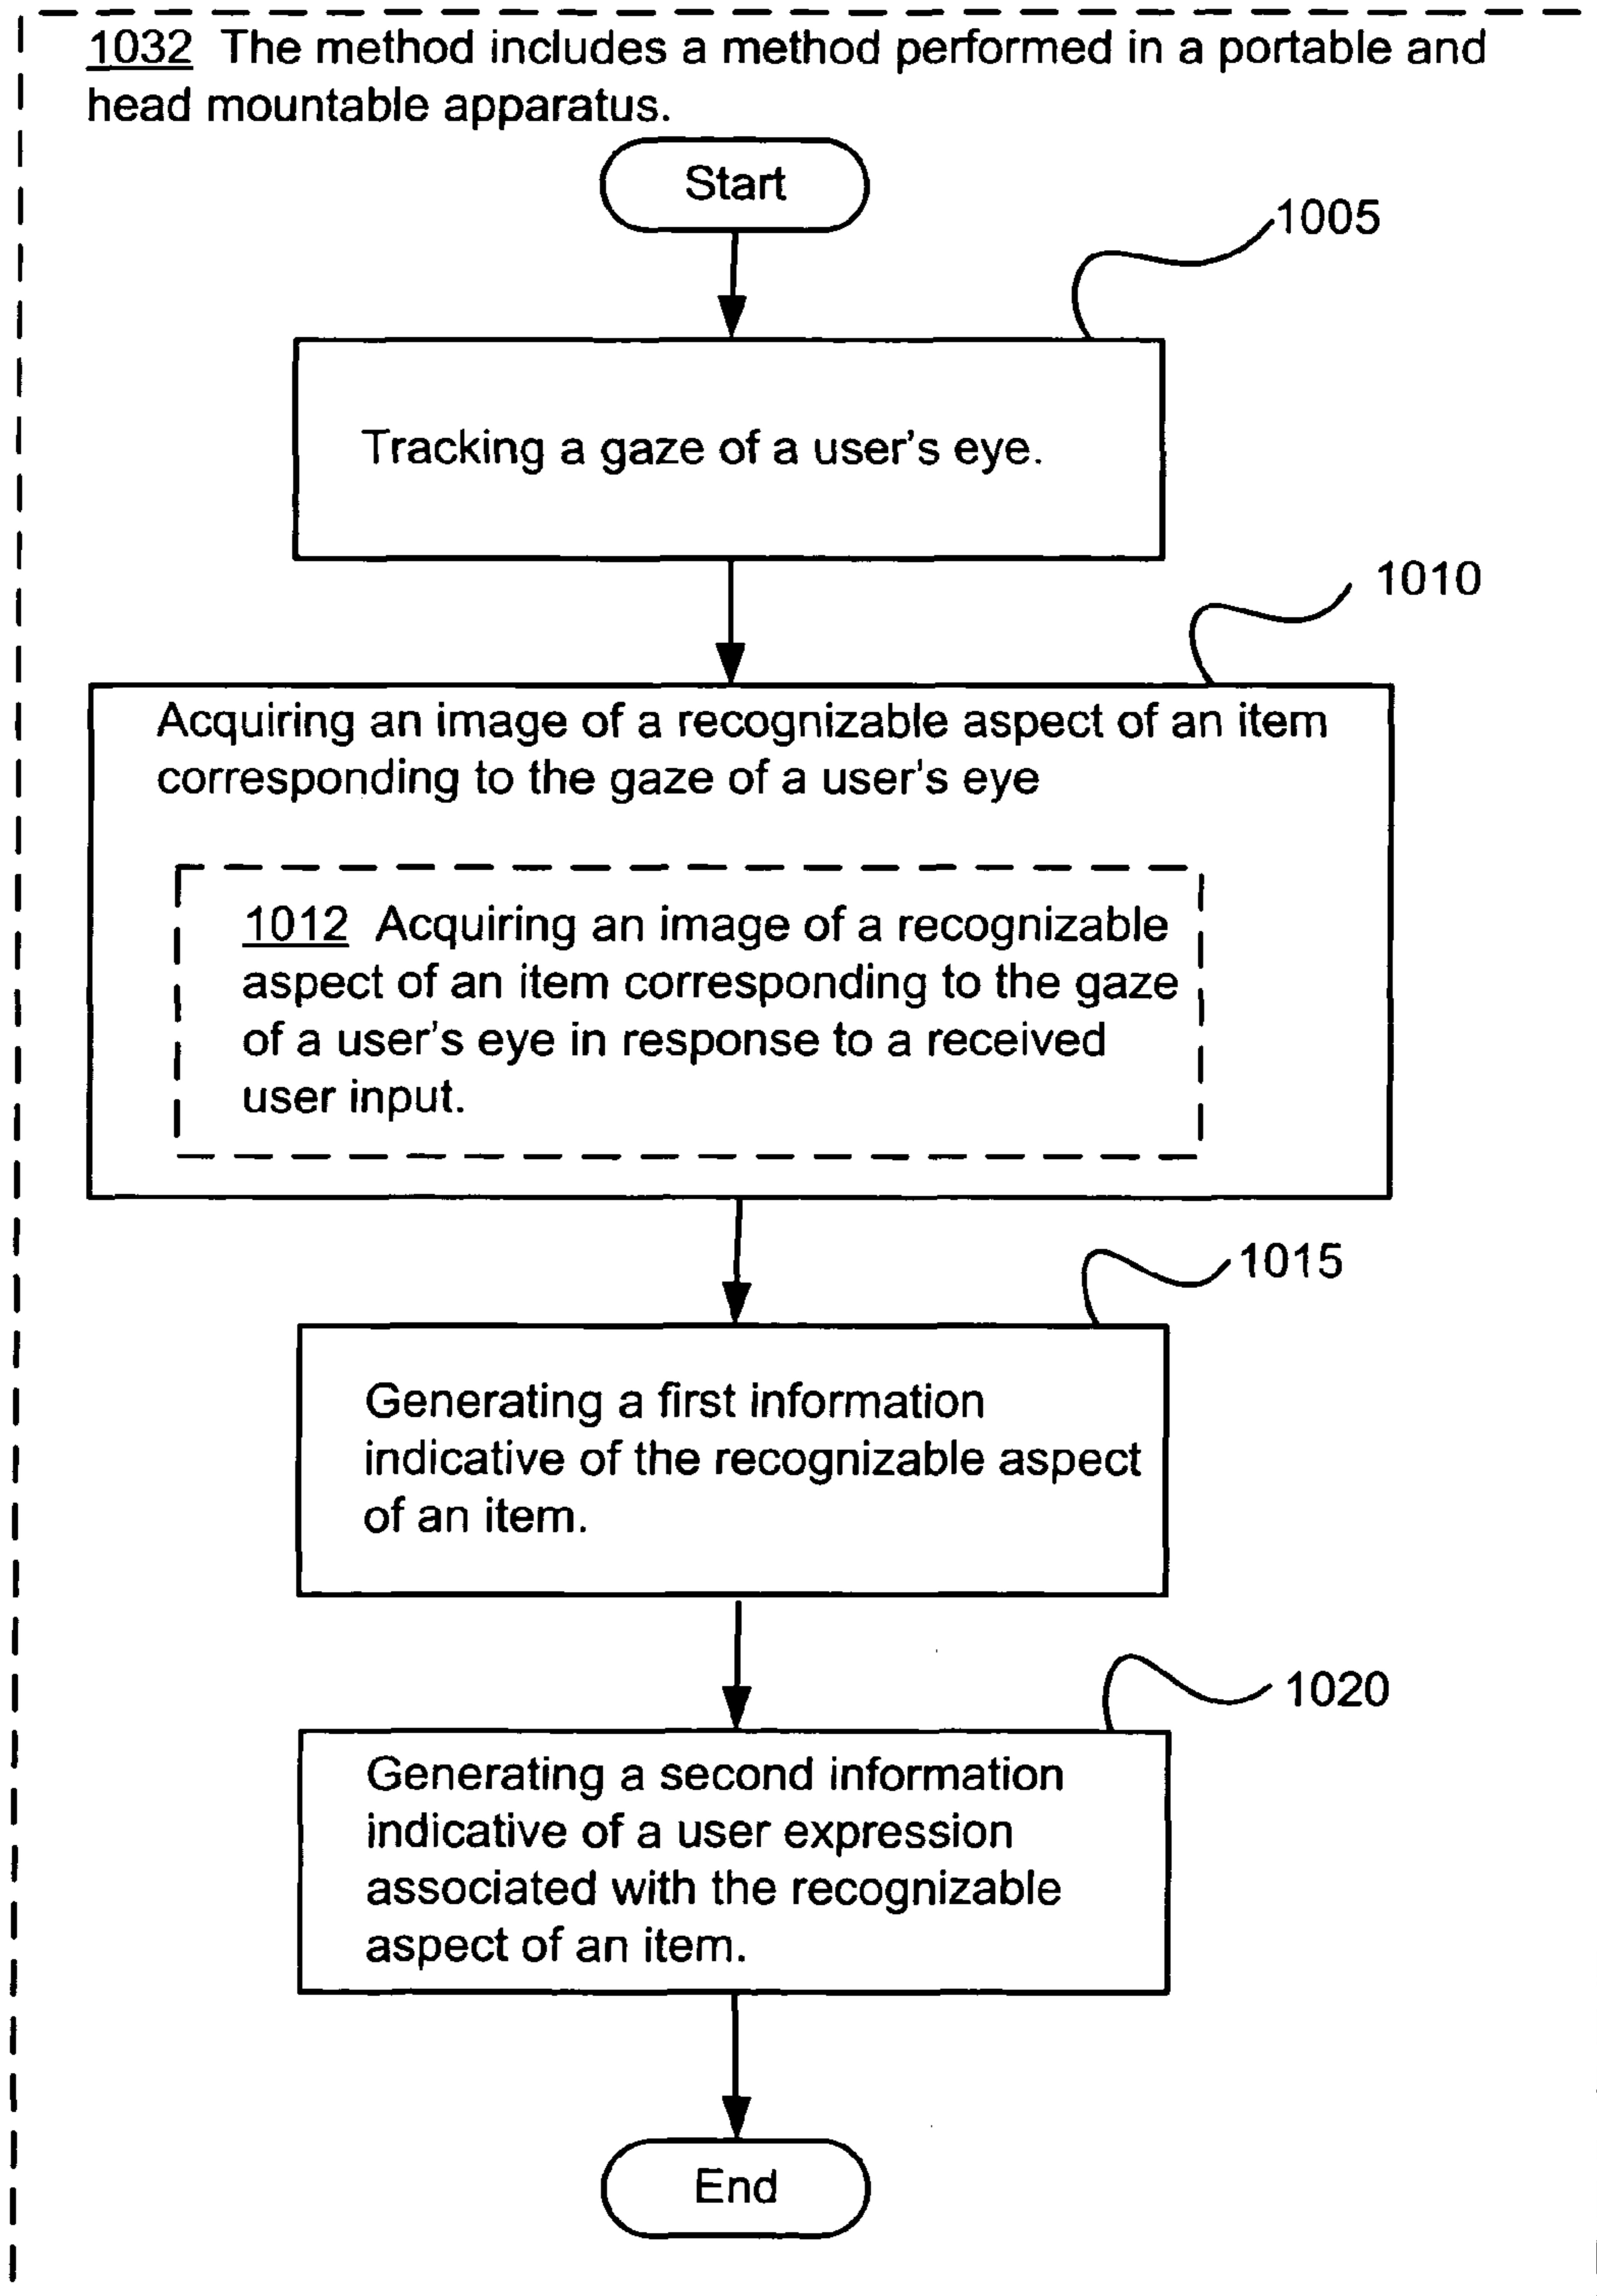 1032 The method includes a method performed in a portable and
head mountable apparatus.
Start
1005
Tracking a gaze of a user's eye.
1010
Acquiring an image of a recognizable aspect of an item
corresponding to the gaze of a user's eye
1012 Acquiring an image of a recognizable
aspect of an item corresponding to the gaze
of a user's eye in response to a received
user input.
1015
Generating a first information
indicative of the recognizable aspect
of an item.
1020
Generating a second information
indicative of a user expression
associated with the recognizable
aspect of an item.
End